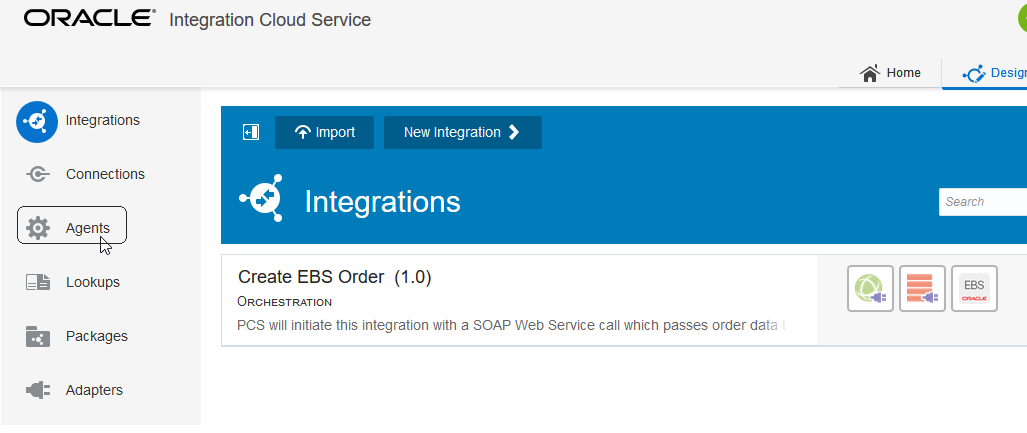 ORACLE® Integration Cloud Service
Home
Desig
Integrations
Connections
Agents
Lookups
Packages
Adapters
Import
New Integration
Integrations
Search
Create EBS Order (1.0)
ORCHESTRATION
PCS will initiate this integration with a SOAP Web Service call which passes order data
EBS
ORACLE